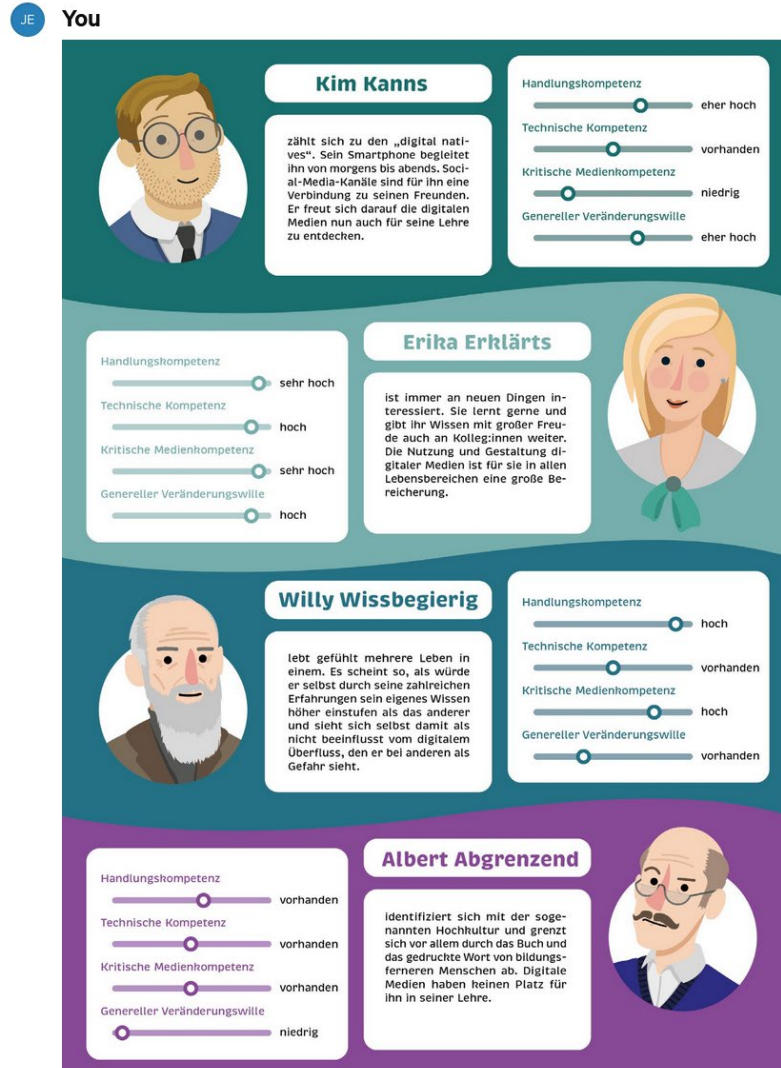 JE
You
Kim Kanns
zählt sich zu den „digital nati-
ves“. Sein Smartphone begleitet
ihn von morgens bis abends. Soci-
al-Media-Kanäle sind für ihn eine
Verbindung zu seinen Freunden.
Er freut sich darauf die digitalen
Medien nun auch für seine Lehre
zu entdecken.
Handlungskompetenz
eher hoch
Technische Kompetenz
vorhanden
Kritische Medienkompetenz
niedrig
Genereller Veränderungswille
eher hoch
Erika Erklärts
Handlungskompetenz
sehr hoch
Technische Kompetenz
hoch
Kritische Medienkompetenz
sehr hoch
Genereller Veränderungswille
hoch
ist immer an neuen Dingen in-
teressiert. Sie lernt gerne und
gibt ihr Wissen mit großer Freu-
de auch an Kolleg:innen weiter.
Die Nutzung und Gestaltung di-
gitaler Medien ist für sie in allen
Lebensbereichen eine große Be-
reicherung.
Willy Wissbegierig
lebt gefühlt mehrere Leben in
einem. Es scheint so, als würde
er selbst durch seine zahlreichen
Erfahrungen sein eigenes Wissen
höher einstufen als das anderer
und sieht sich selbst damit als
nicht beeinflusst vom digitalem
Überfluss, den er bei anderen als
Gefahr sieht.
Handlungskompetenz
hoch
Technische Kompetenz
vorhanden
Kritische Medienkompetenz
hoch
Genereller Veränderungswille
vorhanden
Albert Abgrenzend
Handlungskompetenz
vorhanden
Technische Kompetenz
vorhanden
Kritische Medienkompetenz
vorhanden
Genereller Veränderungswille
niedrig
identifiziert sich mit der soge-
nannten Hochkultur und grenzt
sich vor allem durch das Buch und
das gedruckte Wort von bildungs-
ferneren Menschen ab. Digitale
Medien haben keinen Platz für
ihn in seiner Lehre.